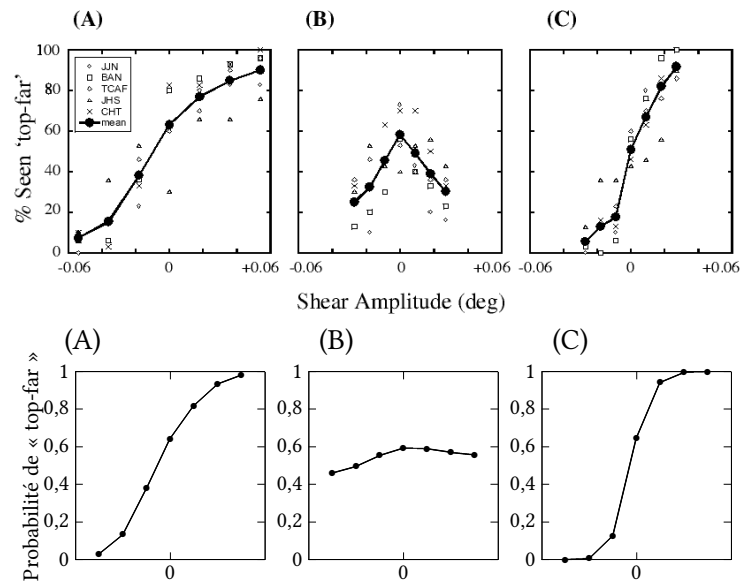 (A) (B) (C)
% Seen 'top-far'
100
80
60
40
20
0
JJN
BAN
TCAF
JHS
CHT
mean
-0.06 0 +0.06
-0.06 0 +0.06
-0.06 0 +0.06
Shear Amplitude (deg)
(A) (B) (C)
Probabilité de « top-far »
1
0,8
0,6
0,4
0,2
0
0
1
0,8
0,6
0,4
0,2
0
0
1
0,8
0,6
0,4
0,2
0
0